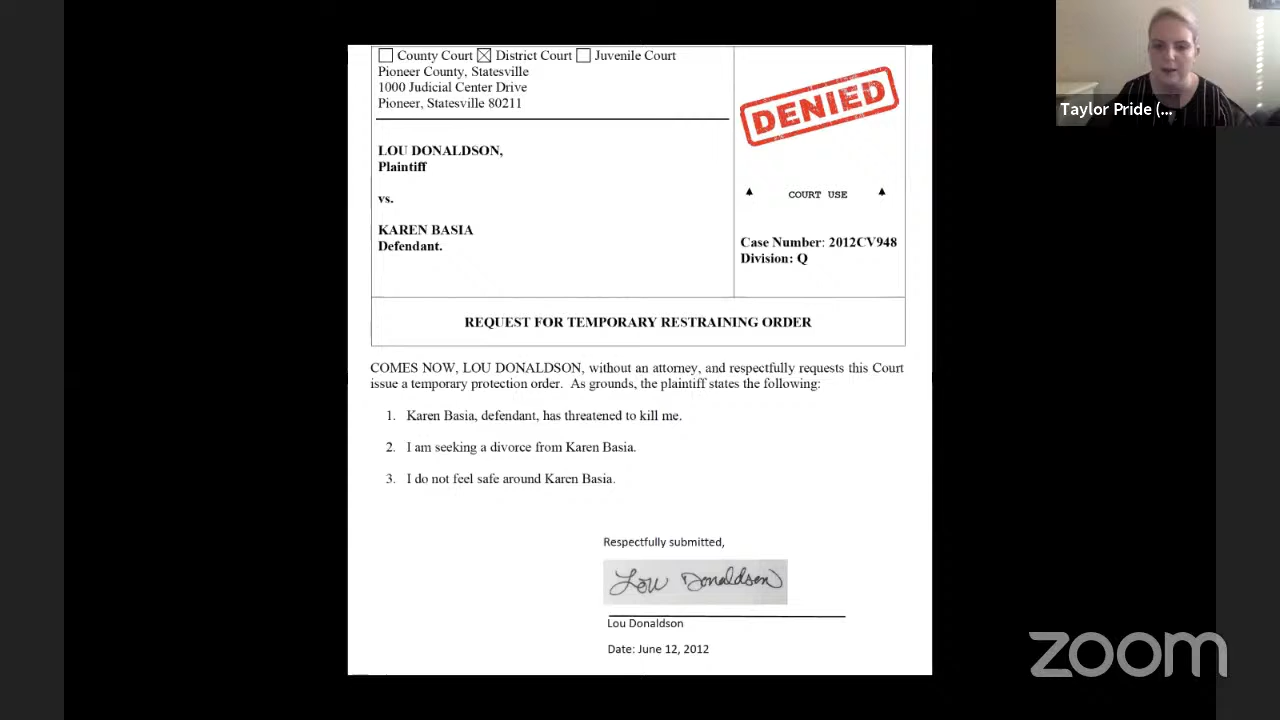 County Court District Court Juvenile Court
Pioneer County, Statesville
1000 Judicial Center Drive
Pioneer, Statesville 80211
LOU DONALDSON,
Plaintiff
vs.
KAREN BASIA
Defendant.
DENIED
COURT USE
Case Number: 2012CV948
Division: Q
REQUEST FOR TEMPORARY RESTRAINING ORDER
COMES NOW, LOU DONALDSON, without an attorney, and respectfully requests this Court
issue a temporary protection order. As grounds, the plaintiff states the following:
1. Karen Basia, defendant, has threatened to kill me.
2. I am seeking a divorce from Karen Basia.
3. I do not feel safe around Karen Basia.
Respectfully submitted,
Lou Donaldson
Lou Donaldson
Date: June 12, 2012
Taylor Pride (...
zoom